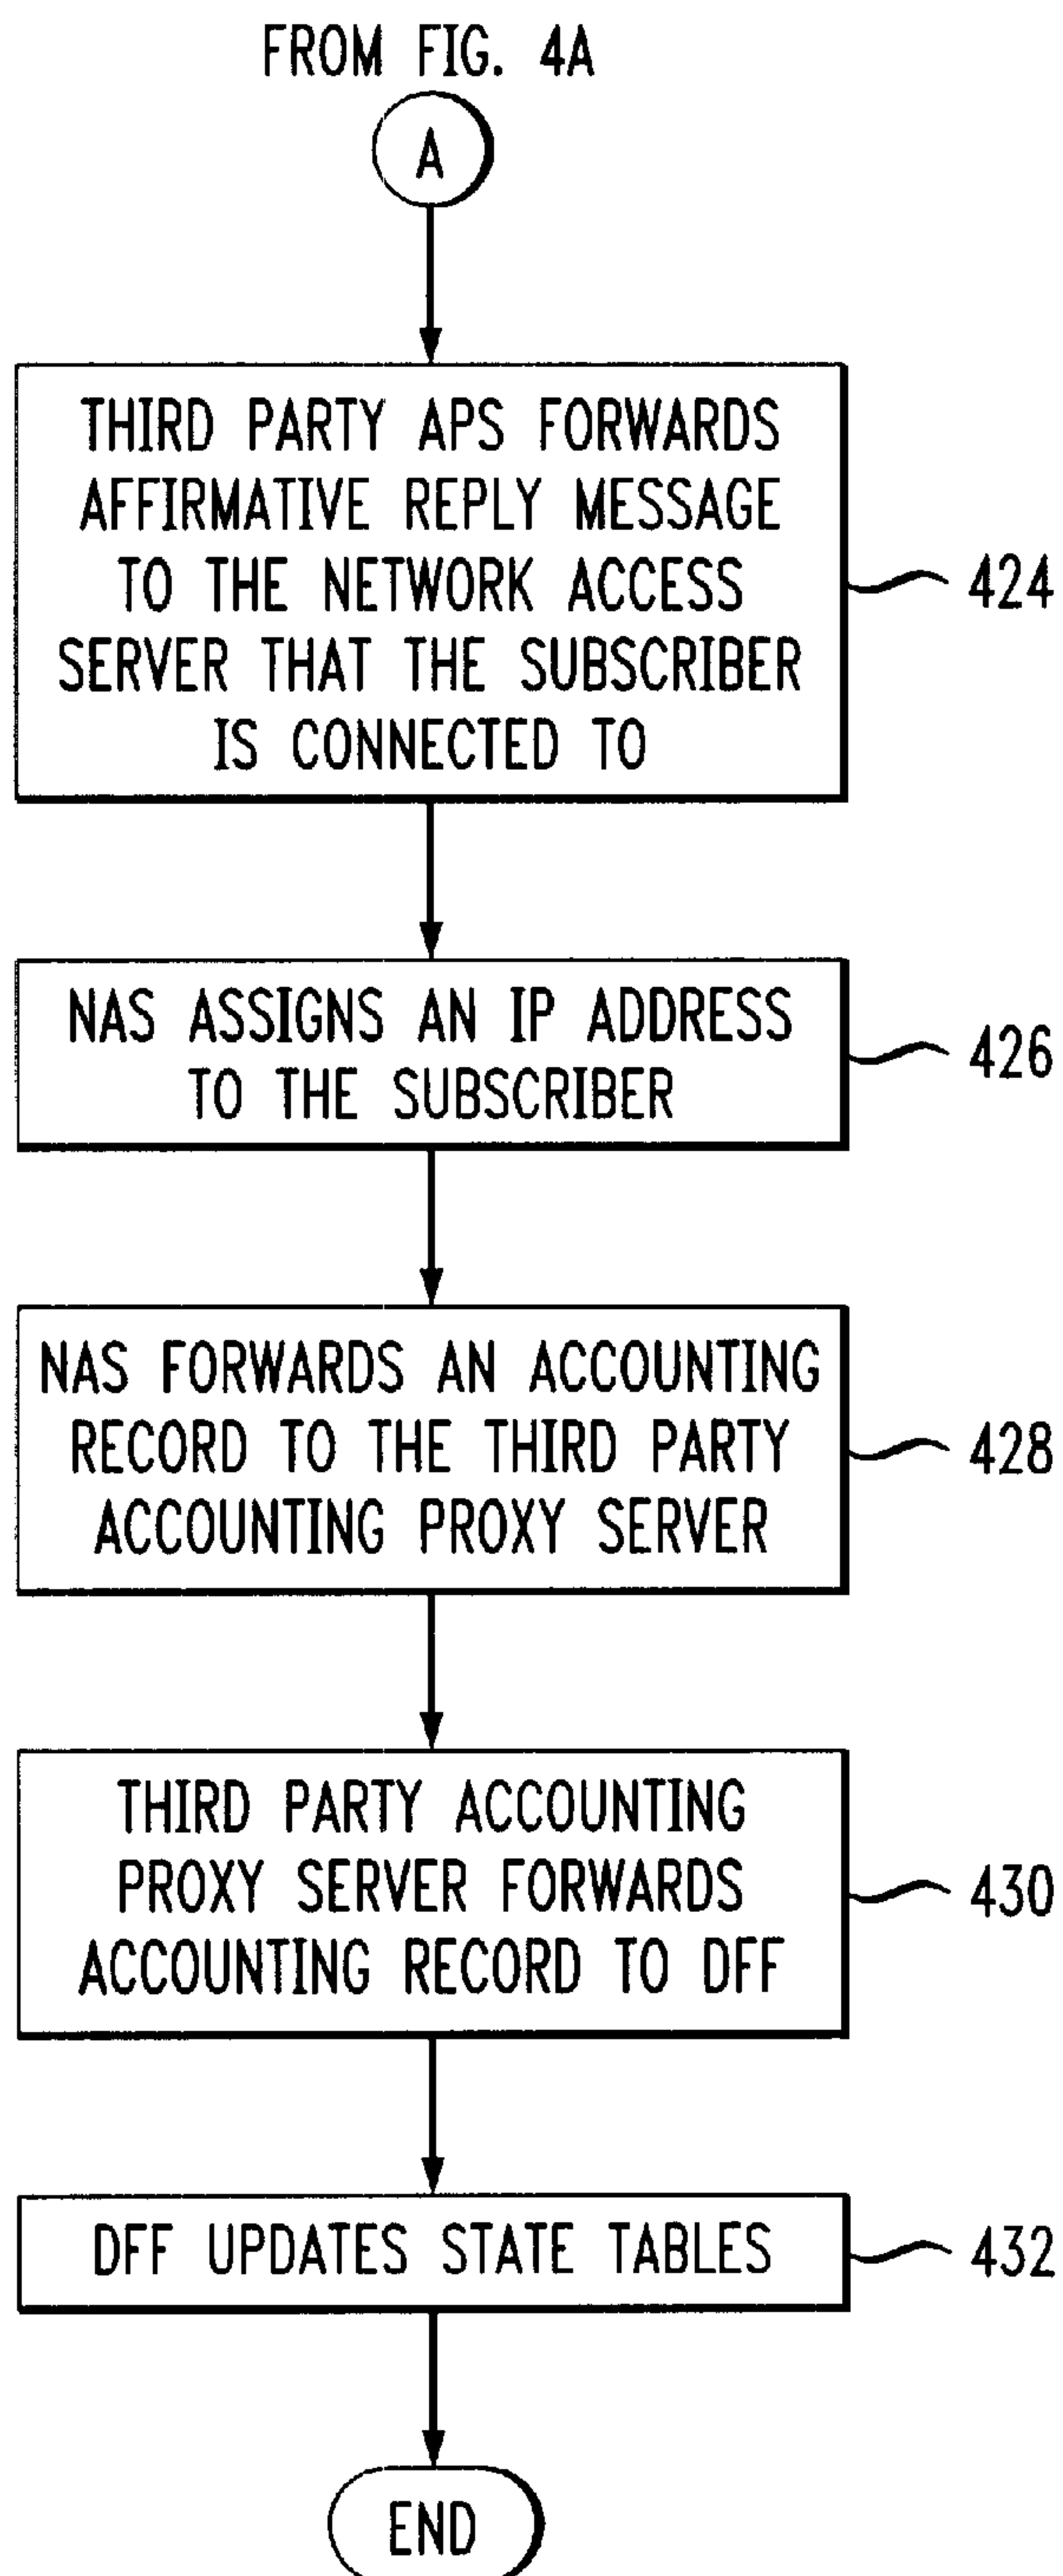 FROM FIG. 4A
A
THIRD PARTY APS FORWARDS
AFFIRMATIVE REPLY MESSAGE
TO THE NETWORK ACCESS
SERVER THAT THE SUBSCRIBER
IS CONNECTED TO
424
NAS ASSIGNS AN IP ADDRESS
TO THE SUBSCRIBER
426
NAS FORWARDS AN ACCOUNTING
RECORD TO THE THIRD PARTY
ACCOUNTING PROXY SERVER
428
THIRD PARTY ACCOUNTING
PROXY SERVER FORWARDS
ACCOUNTING RECORD TO DFF
430
DFF UPDATES STATE TABLES
432
END